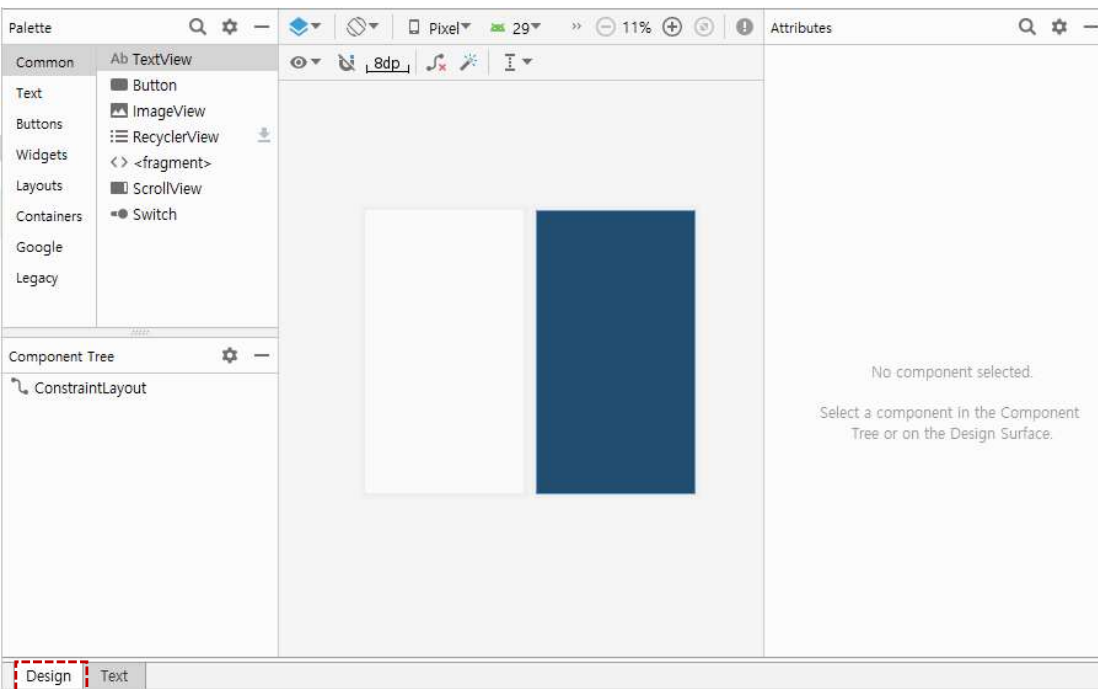 Palette
Pixel
29
11%
Attributes
Common
Text
Buttons
Widgets
Layouts
Containers
Google
Legacy
Ab TextView
Button
ImageView
RecyclerView
<> <fragment>
ScrollView
Switch
8dp
Component Tree
ConstraintLayout
No component selected.
Select a component in the Component
Tree or on the Design Surface.
Design
Text